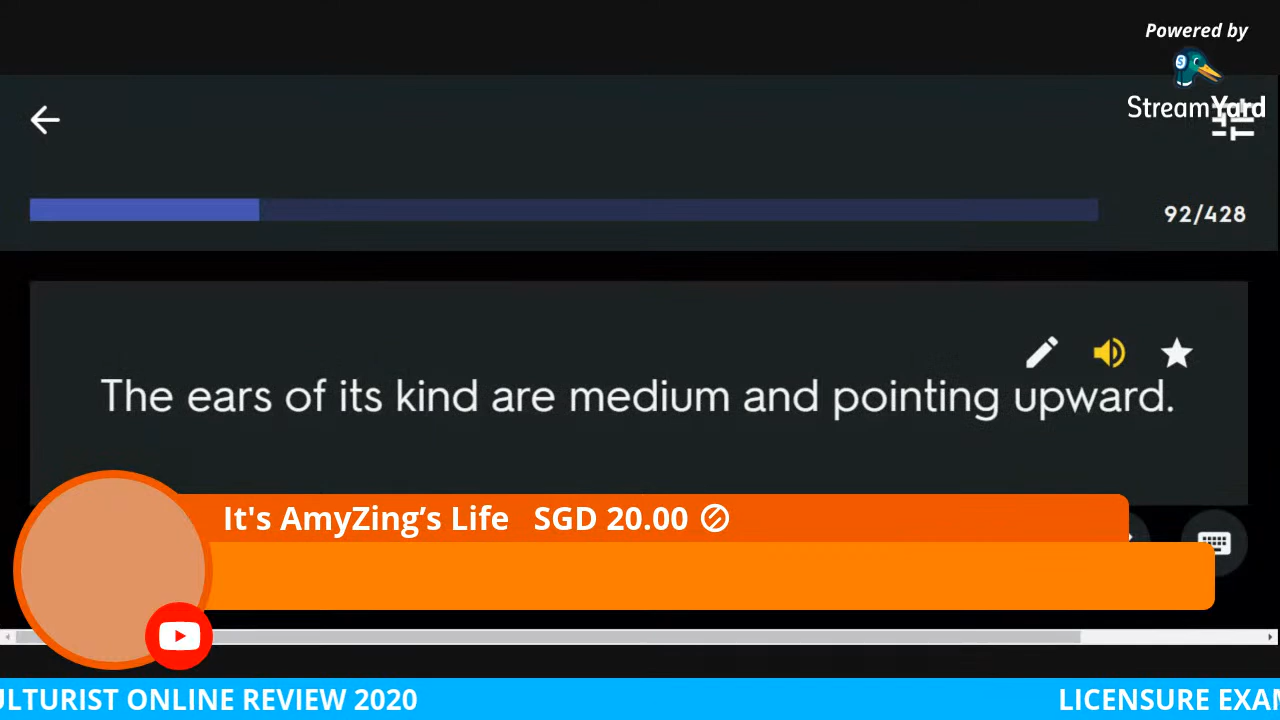 Powered by
StreamYard
92/428
The ears of its kind are medium and pointing upward.
It's AmyZing’s Life SGD 20.00
ULTURIST ONLINE REVIEW 2020 LICENSURE EXAM